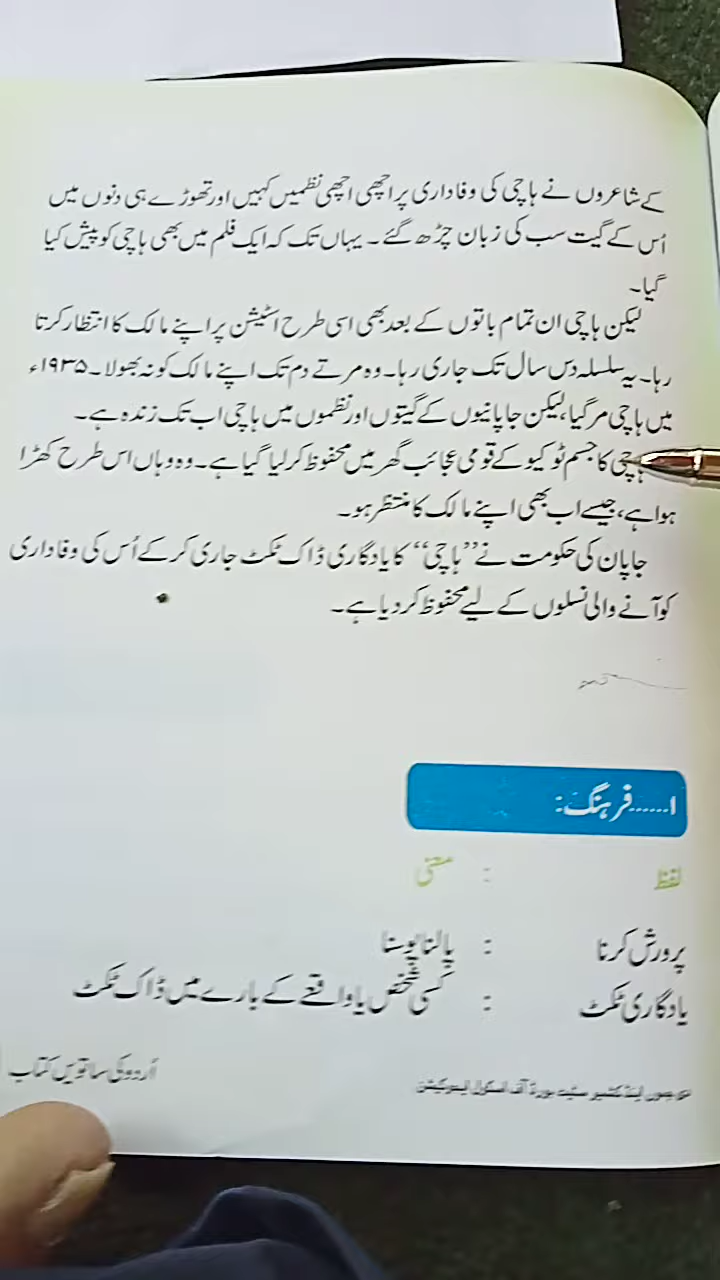 کے شاعروں نے ہاچی کی وفاداری پر اچھی اچھی نظمیں کہیں اور تھوڑے ہی دنوں میں
اُس کے گیت سب کی زبان چڑھ گئے۔ یہاں تک کہ ایک فلم میں بھی ہاچی کو پیش کیا
گیا۔
لیکن ہاچی ان تمام باتوں کے بعد بھی اسی طرح اسٹیشن پر اپنے مالک کا انتظار کرتا
رہا۔ یہ سلسلہ دس سال تک جاری رہا۔ وہ مرتے دم تک اپنے مالک کو نہ بھولا۔ ۱۹۳۵ء
میں ہاچی مر گیا، لیکن جاپانیوں کے گیتوں اور نظموں میں ہاچی اب تک زندہ ہے۔
ہاچی کا جسم ٹوکیو کے قومی عجائب گھر میں محفوظ کر لیا گیا ہے۔ وہ وہاں اس طرح کھڑا
ہوا ہے، جیسے اب بھی اپنے مالک کا منتظر ہو۔
جاپان کی حکومت نے ’’ہاچی‘‘ کا یادگاری ڈاک ٹکٹ جاری کر کے اُس کی وفاداری
کو آنے والی نسلوں کے لیے محفوظ کر دیا ہے۔
۱......فرہنگ:
لفظ : معنی
پرورش کرنا : پالنا پوسنا
یادگاری ٹکٹ : کسی شخص یا واقعے کے بارے میں ڈاک ٹکٹ
دی جموں اینڈ کشمیر سٹیٹ بورڈ آف اسکول ایجوکیشن
اُردو کی ساتویں کتاب